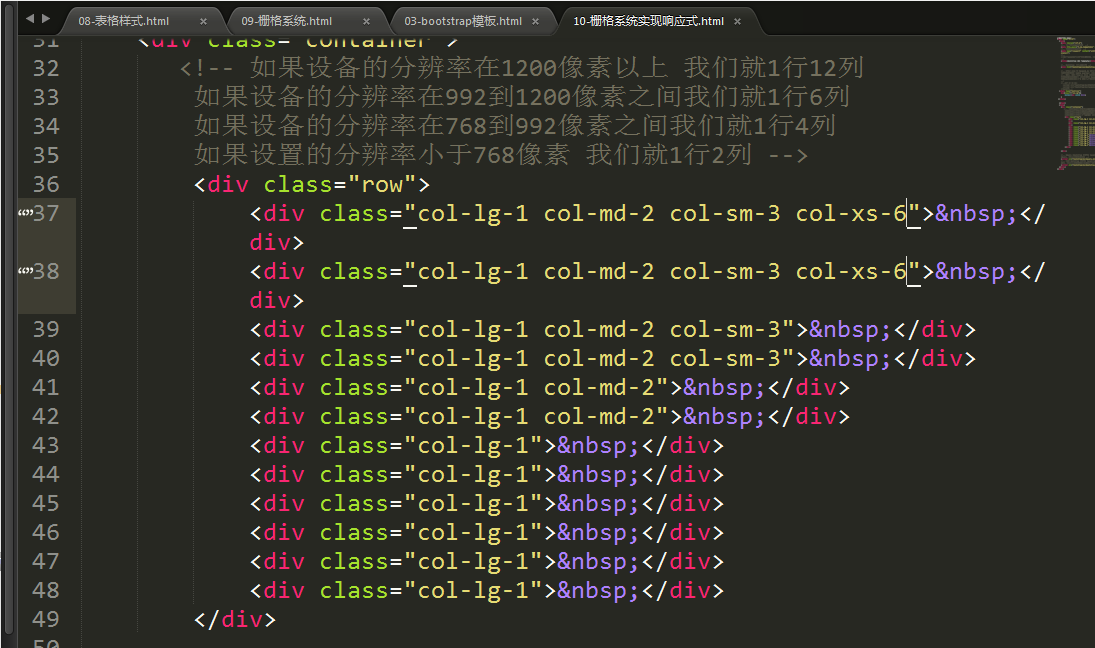 08-表格样式.html × 09-栅格系统.html × 03-bootstrap模板.html × 10-栅格系统实现响应式.html ×
31 <div class="container">
32 <!-- 如果设备的分辨率在1200像素以上 我们就1行12列
33 如果设备的分辨率在992到1200像素之间我们就1行6列
34 如果设备的分辨率在768到992像素之间我们就1行4列
35 如果设置的分辨率小于768像素 我们就1行2列 -->
36 <div class="row">
37 <div class="col-lg-1 col-md-2 col-sm-3 col-xs-6">&nbsp;</
div>
38 <div class="col-lg-1 col-md-2 col-sm-3 col-xs-6">&nbsp;</
div>
39 <div class="col-lg-1 col-md-2 col-sm-3">&nbsp;</div>
40 <div class="col-lg-1 col-md-2 col-sm-3">&nbsp;</div>
41 <div class="col-lg-1 col-md-2">&nbsp;</div>
42 <div class="col-lg-1 col-md-2">&nbsp;</div>
43 <div class="col-lg-1">&nbsp;</div>
44 <div class="col-lg-1">&nbsp;</div>
45 <div class="col-lg-1">&nbsp;</div>
46 <div class="col-lg-1">&nbsp;</div>
47 <div class="col-lg-1">&nbsp;</div>
48 <div class="col-lg-1">&nbsp;</div>
49 </div>
50